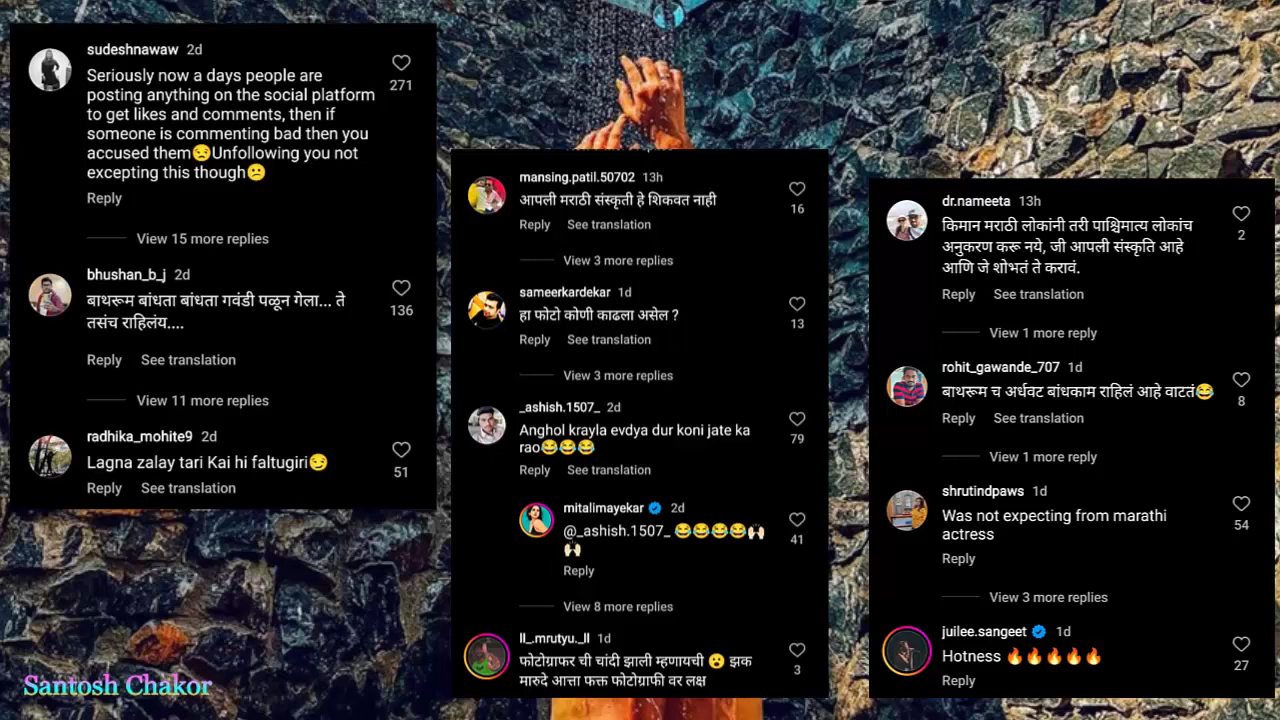 sudeshnawaw 2d
Seriously now a days people are
posting anything on the social platform
to get likes and comments, then if
someone is commenting bad then you
accused them😒Unfollowing you not
excepting this though😕
271
Reply
View 15 more replies
bhushan_b_j 2d
बाथरूम बांधता बांधता गवंडी पळून गेला... ते
तसंच राहिलंय....
136
Reply See translation
View 11 more replies
radhika_mohite9 2d
Lagna zalay tari Kai hi faltugiri😏
51
Reply See translation
mansing.patil.50702 13h
आपली मराठी संस्कृती हे शिकवत नाही
16
Reply See translation
View 3 more replies
sameerkardekar 1d
हा फोटो कोणी काढला असेल ?
13
Reply See translation
View 3 more replies
_ashish.1507_ 2d
Anghol krayla evdya dur koni jate ka
rao😂😂😂
79
Reply See translation
mitalimayekar 2d
@_ashish.1507_ 😂😂😂😂🙌🏻
🙌🏻
41
Reply
View 8 more replies
ll_.mrutyu._ll 1d
फोटोग्राफर ची चांदी झाली म्हणायची 😮 झक
मारुदे आत्ता फक्त फोटोग्राफी वर लक्ष
3
dr.nameeta 13h
किमान मराठी लोकांनी तरी पाश्चिमात्य लोकांच
अनुकरण करू नये, जी आपली संस्कृति आहे
आणि जे शोभतं ते करावं.
2
Reply See translation
View 1 more reply
rohit_gawande_707 1d
बाथरूम च अर्धवट बांधकाम राहिलं आहे वाटतं😂
8
Reply See translation
View 1 more reply
shrutindpaws 1d
Was not expecting from marathi
actress
54
Reply
View 3 more replies
juilee.sangeet 1d
Hotness 🔥🔥🔥🔥🔥
27
Reply
Santosh Chakor